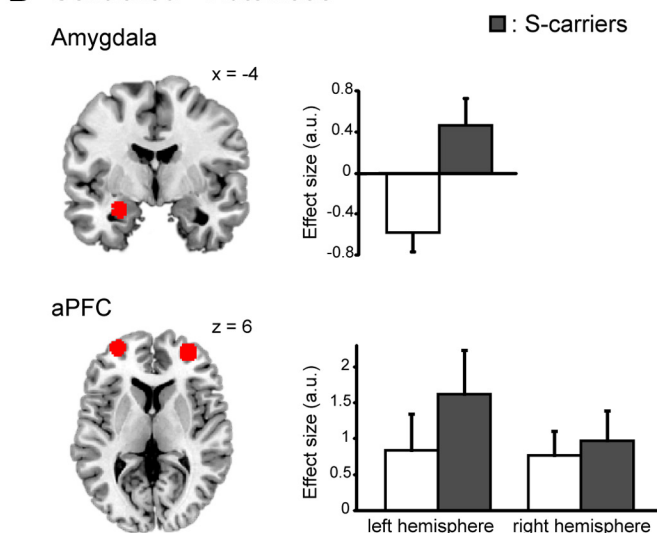 : S-carriers
Amygdala
x = -4
Effect size (a.u.)
0.8
0.4
0
-0.4
-0.8
aPFC
z = 6
Effect size (a.u.)
2
1.5
1
0.5
0
left hemisphere
right hemisphere